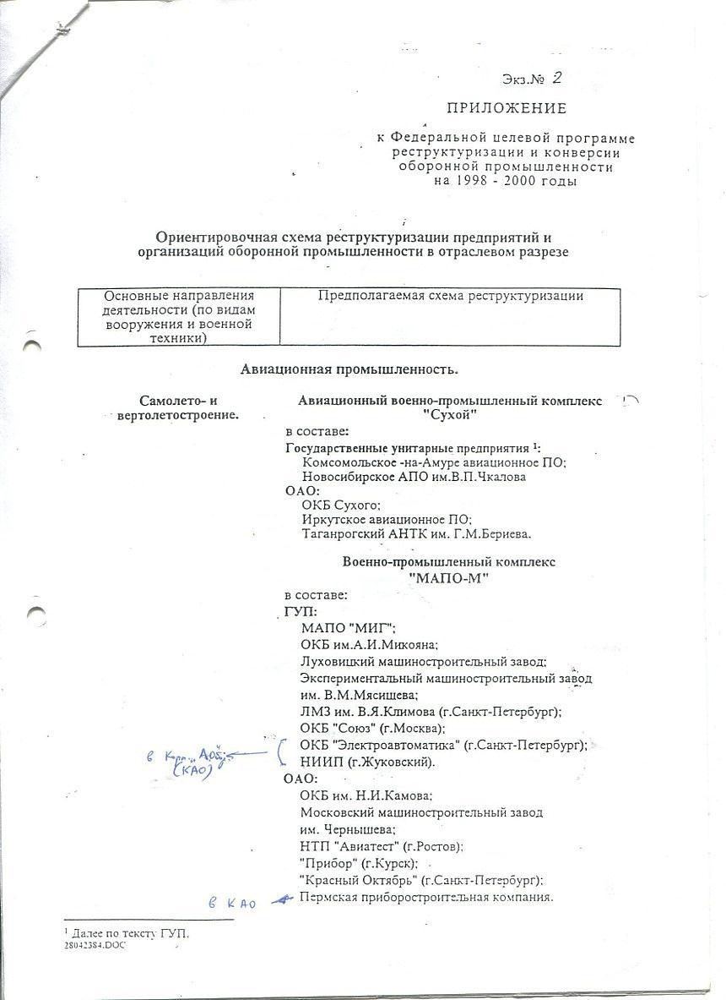 Экз.№ 2
ПРИЛОЖЕНИЕ
к Федеральной целевой программе
реструктуризации и конверсии
оборонной промышленности
на 1998 - 2000 годы
Ориентировочная схема реструктуризации предприятий и
организаций оборонной промышленности в отраслевом разрезе
Основные направления
деятельности (по видам
вооружения и военной
техники)
Предполагаемая схема реструктуризации
Авиационная промышленность.
Самолето- и
вертолетостроение.
Авиационный военно-промышленный комплекс
"Сухой"
в составе:
Государственные унитарные предприятия ¹:
Комсомольское -на-Амуре авиационное ПО;
Новосибирское АПО им.В.П.Чкалова
ОАО:
ОКБ Сухого;
Иркутское авиационное ПО;
Таганрогский АНТК им. Г.М.Бериева.
Военно-промышленный комплекс
"МАПО-М"
в составе:
ГУП:
МАПО "МИГ";
ОКБ им.А.И.Микояна;
Луховицкий машиностроительный завод;
Экспериментальный машиностроительный завод
им. В.М.Мясищева;
ЛМЗ им. В.Я.Климова (г.Санкт-Петербург);
ОКБ "Союз" (г.Москва);
ОКБ "Электроавтоматика" (г.Санкт-Петербург);
НИИП (г.Жуковский).
в
(КАО)
ОАО:
ОКБ им. Н.И.Камова;
Московский машиностроительный завод
им. Чернышева;
НТП "Авиатест" (г.Ростов);
"Прибор" (г.Курск);
"Красный Октябрь" (г.Санкт-Петербург);
в КАО
Пермская приборостроительная компания.
¹ Далее по тексту ГУП.
28042384.DOC